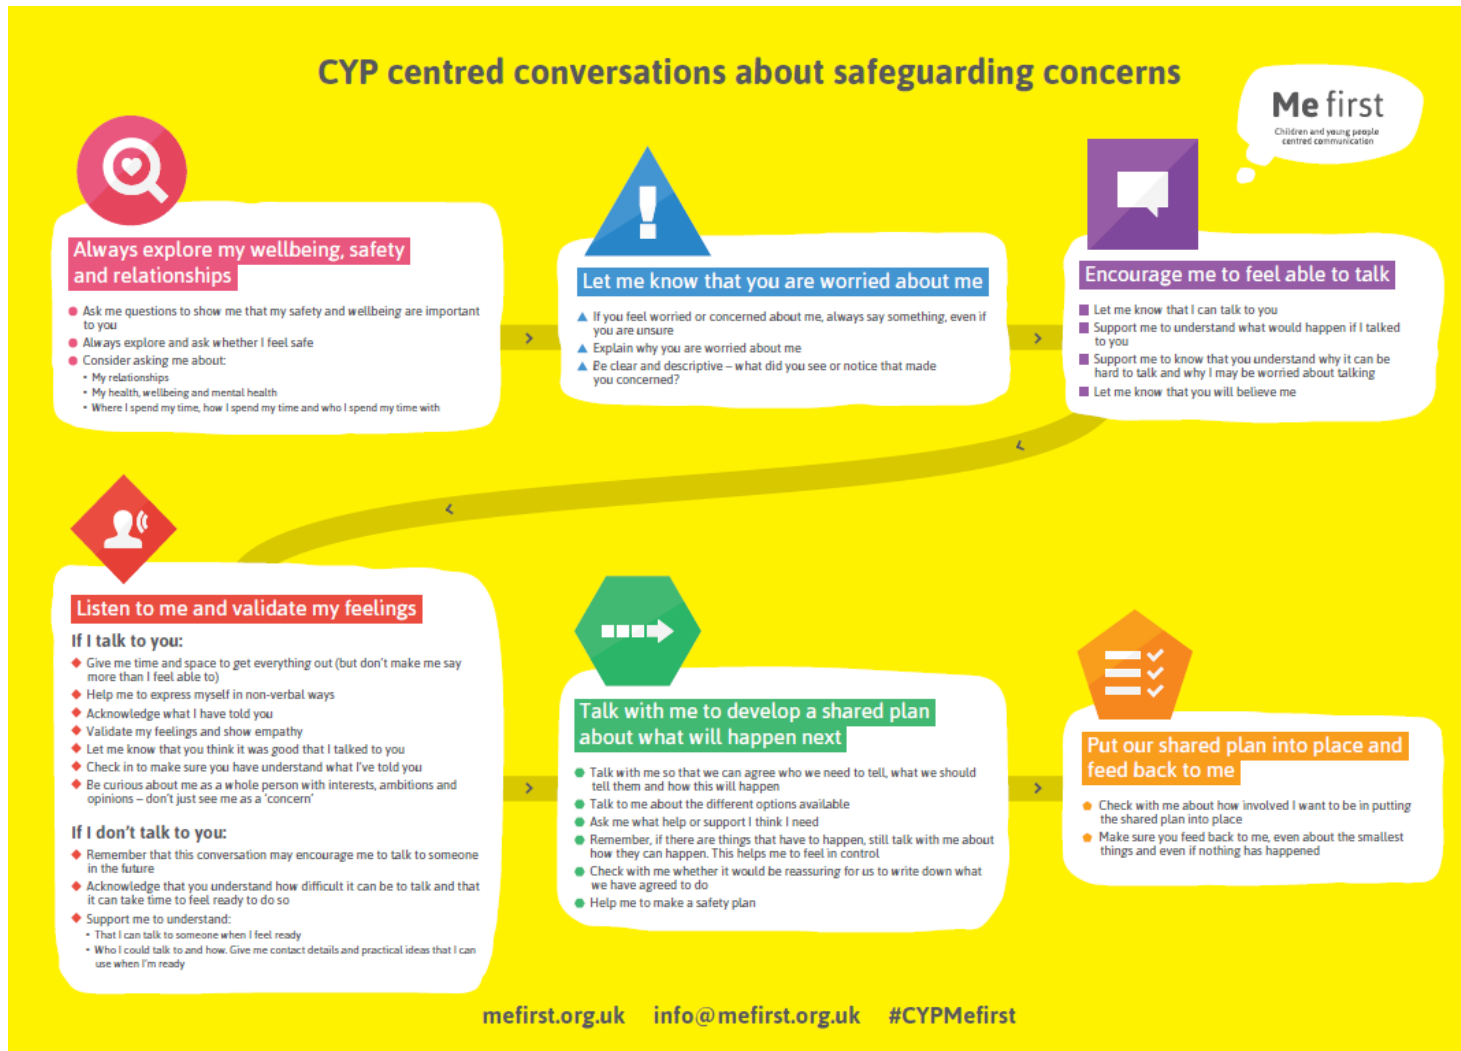 CYP centred conversations about safeguarding concerns
Me first
Children and young people
centred communication
Always explore my wellbeing, safety
and relationships
Ask me questions to show me that my safety and wellbeing are important
to you
Always explore and ask whether I feel safe
Consider asking me about:
My relationships
My health, wellbeing and mental health
Where I spend my time, how I spend my time and who I spend my time with
Let me know that you are worried about me
If you feel worried or concerned about me, always say something, even if
you are unsure
Explain why you are worried about me
Be clear and descriptive – what did you see or notice that made
you concerned?
Encourage me to feel able to talk
Let me know that I can talk to you
Support me to understand what would happen if I talked
to you
Support me to know that you understand why it can be
hard to talk and why I may be worried about talking
Let me know that you will believe me
Listen to me and validate my feelings
If I talk to you:
Give me time and space to get everything out (but don't make me say
more than I feel able to)
Help me to express myself in non-verbal ways
Acknowledge what I have told you
Validate my feelings and show empathy
Let me know that you think it was good that I talked to you
Check in to make sure you have understand what I've told you
Be curious about me as a whole person with interests, ambitions and
opinions – don't just see me as a 'concern'
If I don't talk to you:
Remember that this conversation may encourage me to talk to someone
in the future
Acknowledge that you understand how difficult it can be to talk and that
it can take time to feel ready to do so
Support me to understand:
That I can talk to someone when I feel ready
Who I could talk to and how. Give me contact details and practical ideas that I can
use when I'm ready
Talk with me to develop a shared plan
about what will happen next
Talk with me so that we can agree who we need to tell, what we should
tell them and how this will happen
Talk to me about the different options available
Ask me what help or support I think I need
Remember, if there are things that have to happen, still talk with me about
how they can happen. This helps me to feel in control
Check with me whether it would be reassuring for us to write down what
we have agreed to do
Help me to make a safety plan
Put our shared plan into place and
feed back to me
Check with me about how involved I want to be in putting
the shared plan into place
Make sure you feed back to me, even about the smallest
things and even if nothing has happened
mefirst.org.uk info@mefirst.org.uk #CYPMefirst